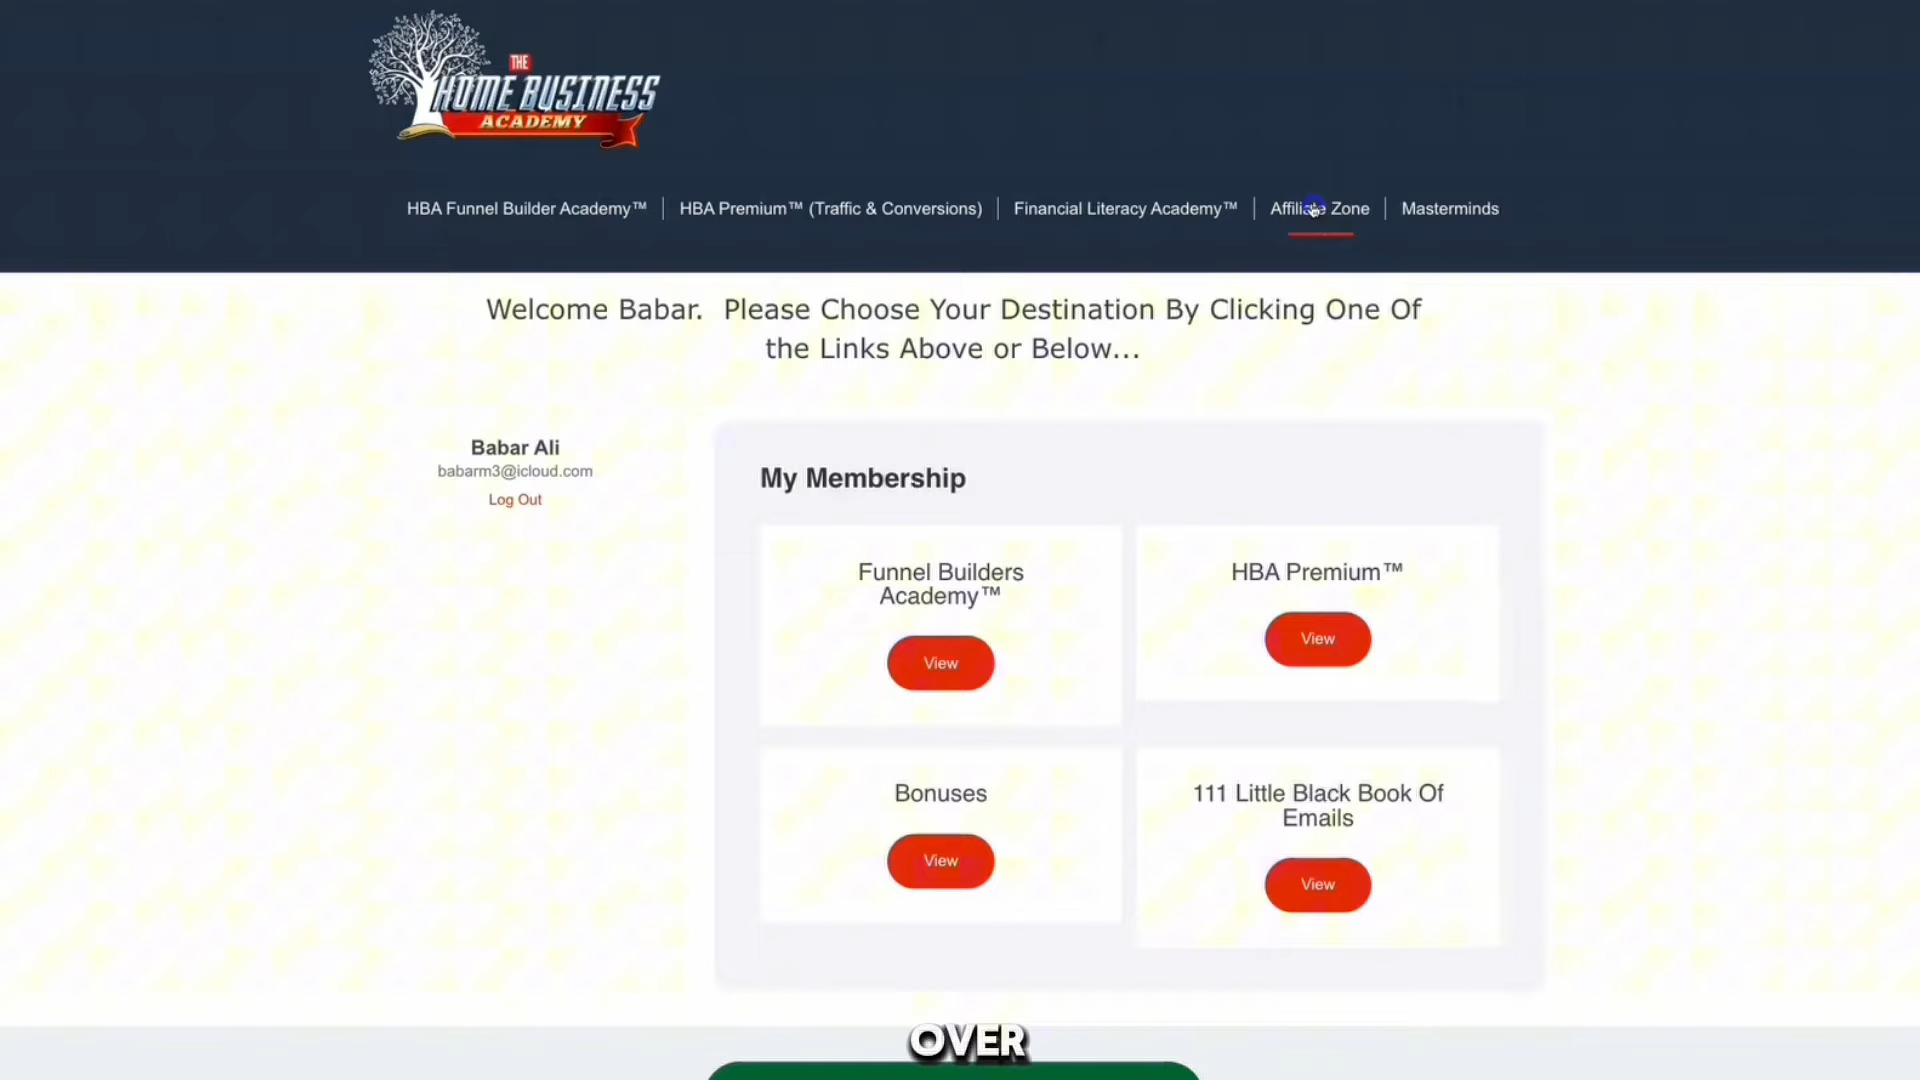 THE
HOME BUSINESS
ACADEMY
HBA Funnel Builder Academy™ | HBA Premium™ (Traffic & Conversions) | Financial Literacy Academy™ | Affiliate Zone | Masterminds
Welcome Babar. Please Choose Your Destination By Clicking One Of
the Links Above or Below...
Babar Ali
babarm3@icloud.com
Log Out
My Membership
Funnel Builders
Academy™
View
HBA Premium™
View
Bonuses
View
111 Little Black Book Of
Emails
View
OVER